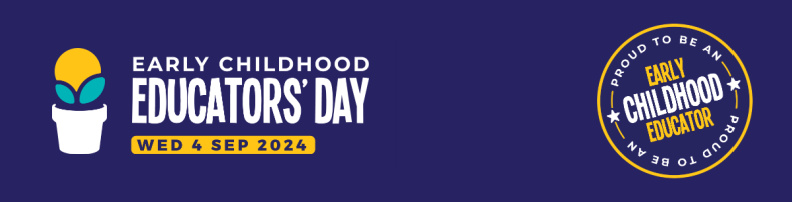 EARLY CHILDHOOD
EDUCATORS' DAY
WED 4 SEP 2024
PROUD TO BE AN
EARLY
CHILDHOOD
EDUCATOR
PROUD TO BE AN